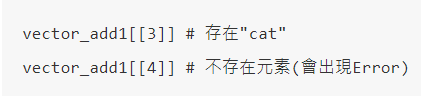 vector_add1[[3]] # 存在"cat"
vector_add1[[4]] # 不存在元素(會出現Error)